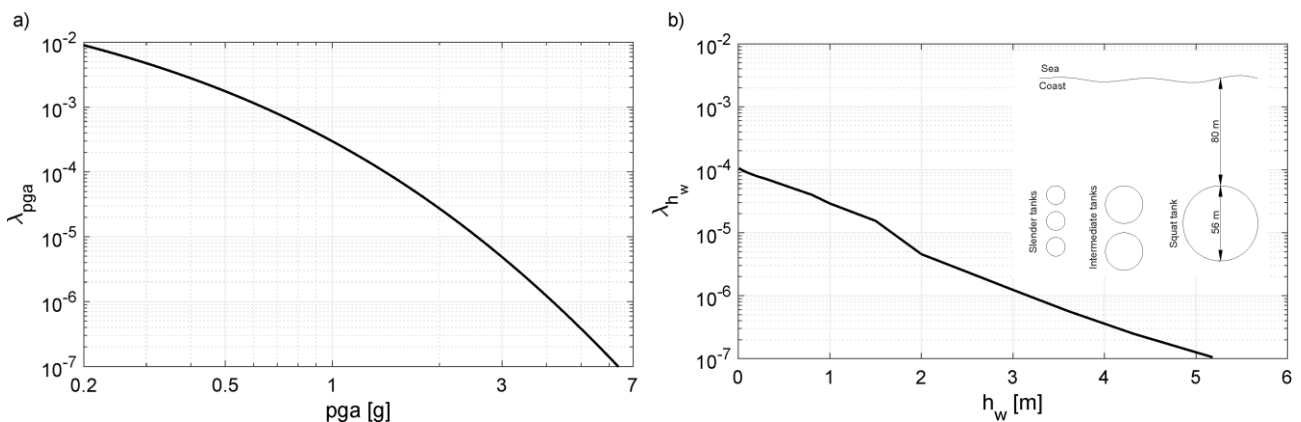 a)
10⁻²
10⁻³
10⁻⁴
10⁻⁵
10⁻⁶
10⁻⁷
λpga
0.2 0.5 1 3 7
pga [g]
b)
10⁻²
10⁻³
10⁻⁴
10⁻⁵
10⁻⁶
10⁻⁷
λh_w
0 1 2 3 4 5 6
h_w [m]
Sea
Coast
80 m
Slender tanks
Intermediate tanks
Squat tank
56 m